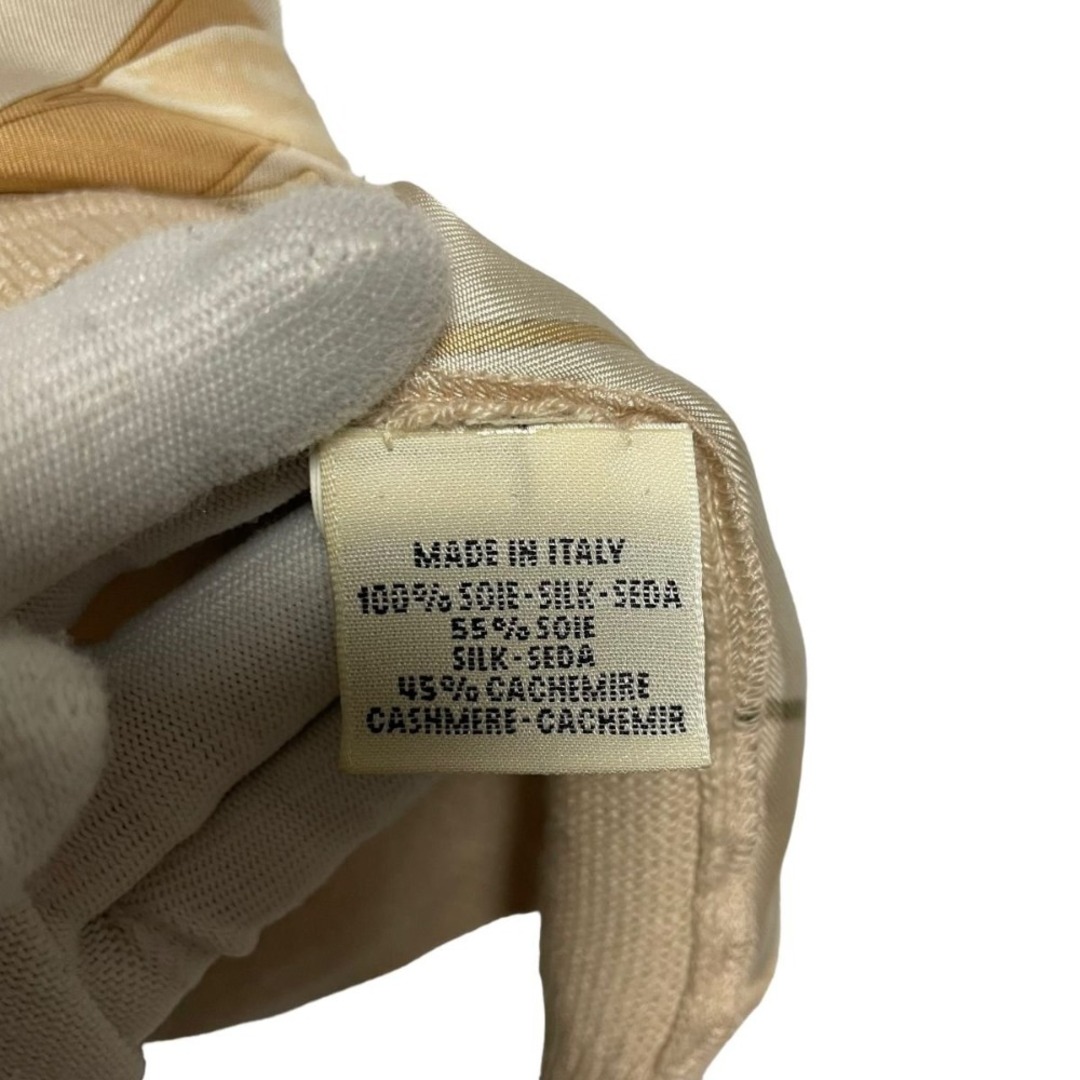 MADE IN ITALY
100% SOIE-SILK-SEDA
55% SOIE
SILK-SEDA
45% CACHEMIRE
CASHMERE-CACHEMIR